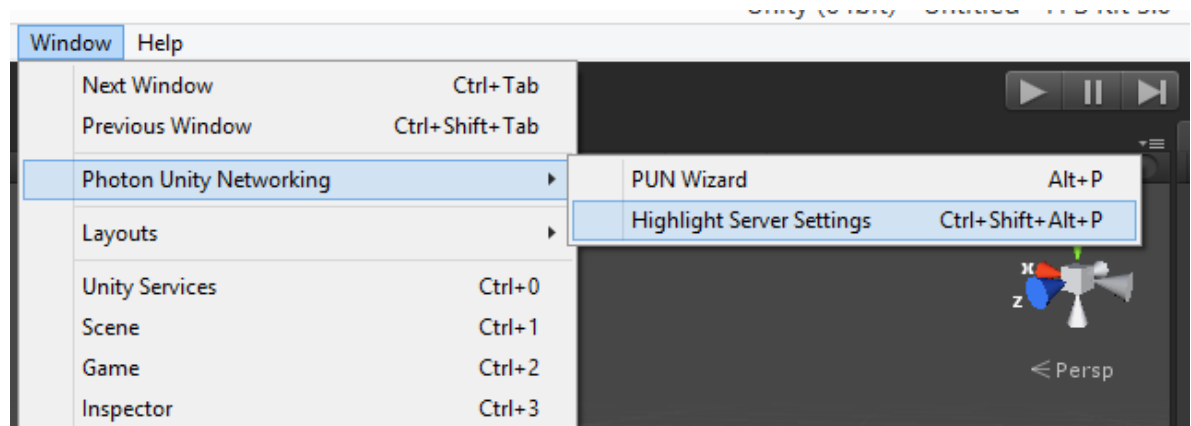 Window Help
Next Window Ctrl+Tab
Previous Window Ctrl+Shift+Tab
Photon Unity Networking
PUN Wizard Alt+P
Highlight Server Settings Ctrl+Shift+Alt+P
Layouts
Unity Services Ctrl+0
Scene Ctrl+1
Game Ctrl+2
Inspector Ctrl+3
x
z
Persp